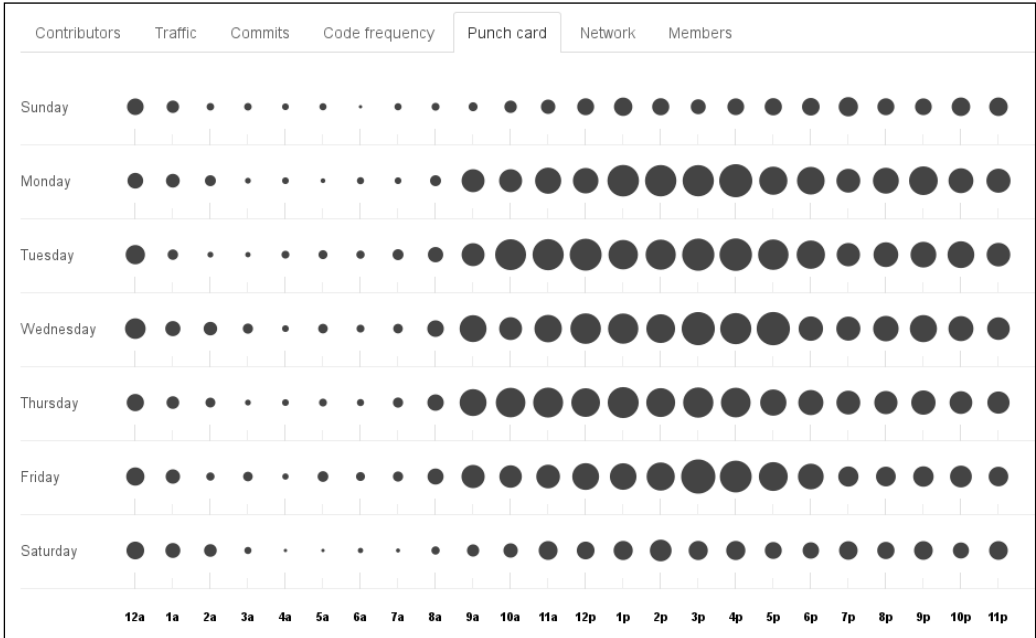 Contributors Traffic Commits Code frequency Punch card Network Members
Sunday
Monday
Tuesday
Wednesday
Thursday
Friday
Saturday
12a 1a 2a 3a 4a 5a 6a 7a 8a 9a 10a 11a 12p 1p 2p 3p 4p 5p 6p 7p 8p 9p 10p 11p